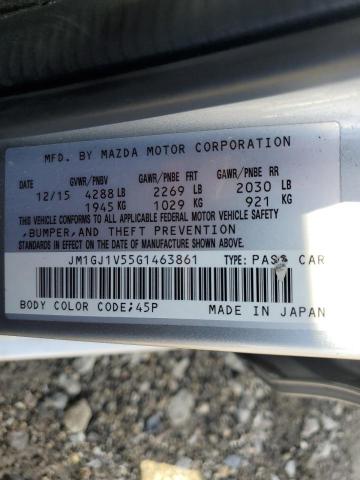 MFD. BY MAZDA MOTOR CORPORATION
GVWR/PNBV GAWR/PNBE FRT GAWR/PNBE RR
12/15 4288 LB 2269 LB 2030 LB
1945 KG 1029 KG 921 KG
THIS VEHICLE CONFORMS TO ALL APPLICABLE FEDERAL MOTOR VEHICLE SAFETY
,BUMPER,AND THEFT PREVENTION
STANDARDS IN EFFECT ON THE DATE OF MANUFACTURE SHOWN ABOVE.
JM1GJ1V55G1463861 TYPE: PASS CAR
BODY COLOR CODE;45P MADE IN JAPAN